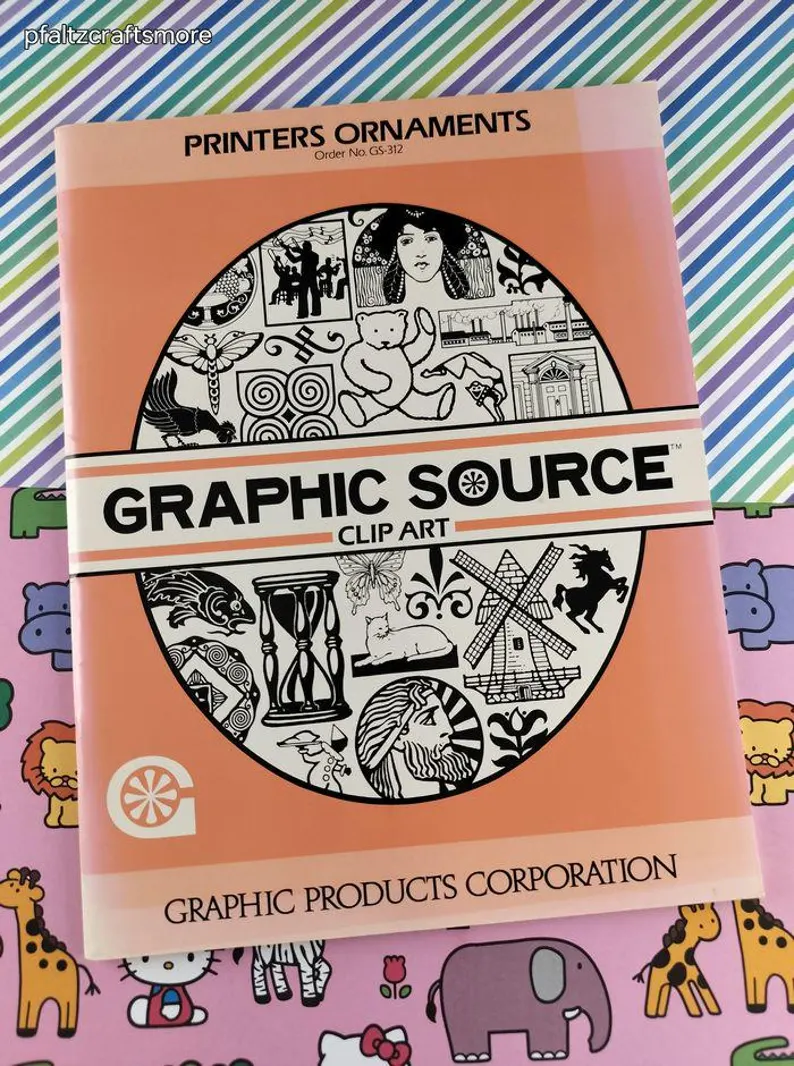 pfaltzcraftsmore
PRINTERS ORNAMENTS
Order No. GS-312
GRAPHIC SOURCE™
CLIP ART
G
GRAPHIC PRODUCTS CORPORATION